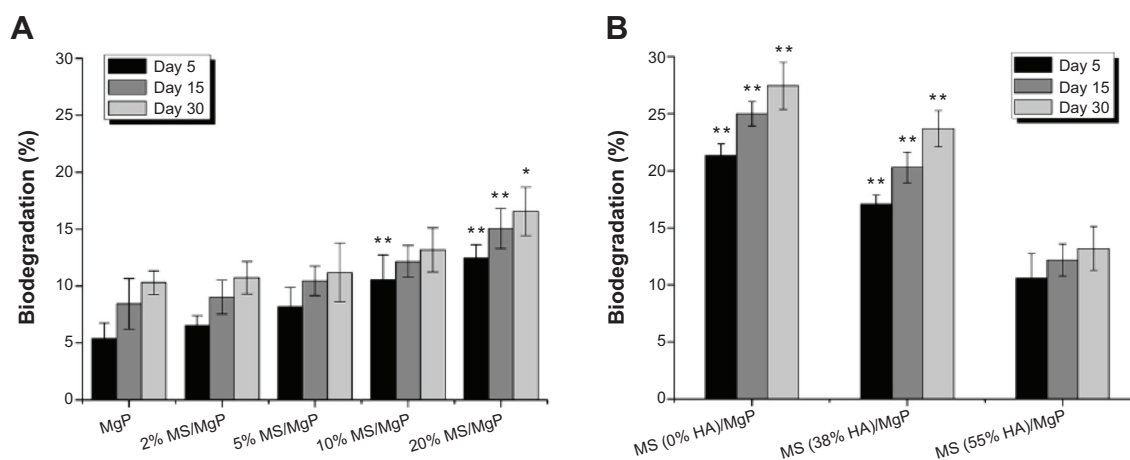 A
Biodegradation (%)
30
25
20
15
10
5
0
Day 5
Day 15
Day 30
**
**
**
*
MgP
2% MS/MgP
5% MS/MgP
10% MS/MgP
20% MS/MgP
B
Biodegradation (%)
30
25
20
15
10
5
0
Day 5
Day 15
Day 30
**
**
**
**
**
**
MS (0% HA)/MgP
MS (38% HA)/MgP
MS (55% HA)/MgP